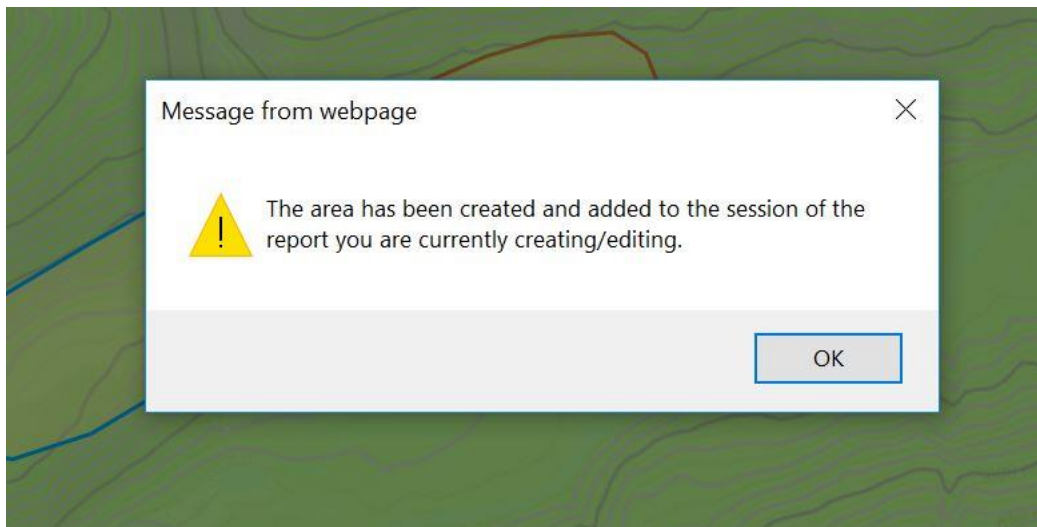 Message from webpage
The area has been created and added to the session of the
report you are currently creating/editing.
OK